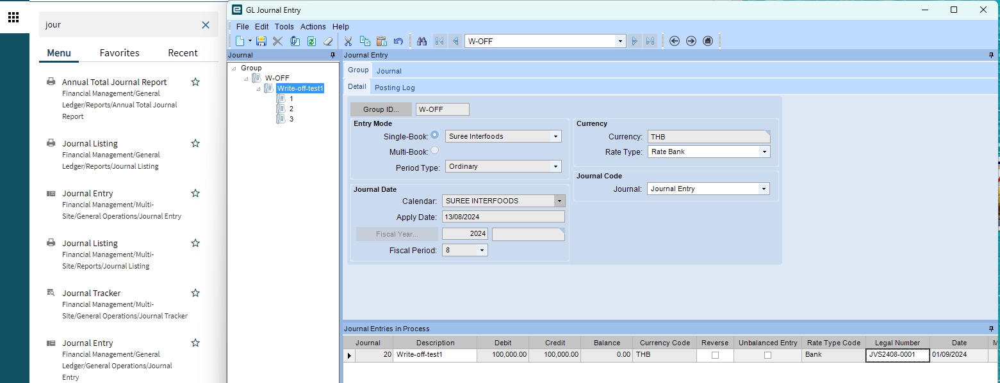 jour
Menu Favorites Recent
Annual Total Journal Report
Financial Management/General
Ledger/Reports/Annual Total Journal
Report
Journal Listing
Financial Management/General
Ledger/Reports/Journal Listing
Journal Entry
Financial Management/Multi-
Site/General Operations/Journal Entry
Journal Listing
Financial Management/Multi-
Site/Reports/Journal Listing
Journal Tracker
Financial Management/Multi-
Site/General Operations/Journal Tracker
Journal Entry
Financial Management/General
Ledger/General Operations/Journal
Entry
GL Journal Entry
File Edit Tools Actions Help
W-OFF
Journal
Group
W-OFF
Write-off-test1
1
2
3
Journal Entry
Group Journal
Detail Posting Log
Group ID... W-OFF
Entry Mode
Single-Book: Suree Interfoods
Multi-Book:
Period Type: Ordinary
Journal Date
Calendar: SUREE INTERFOODS
Apply Date: 13/08/2024
Fiscal Year... 2024
Fiscal Period: 8
Currency
Currency: THB
Rate Type: Rate Bank
Journal Code
Journal: Journal Entry
Journal Entries in Process
Journal Description Debit Credit Balance Currency Code Reverse Unbalanced Entry Rate Type Code Legal Number Date M
20 Write-off-test1 100,000.00 100,000.00 0.00 THB Bank JVS2408-0001 01/09/2024